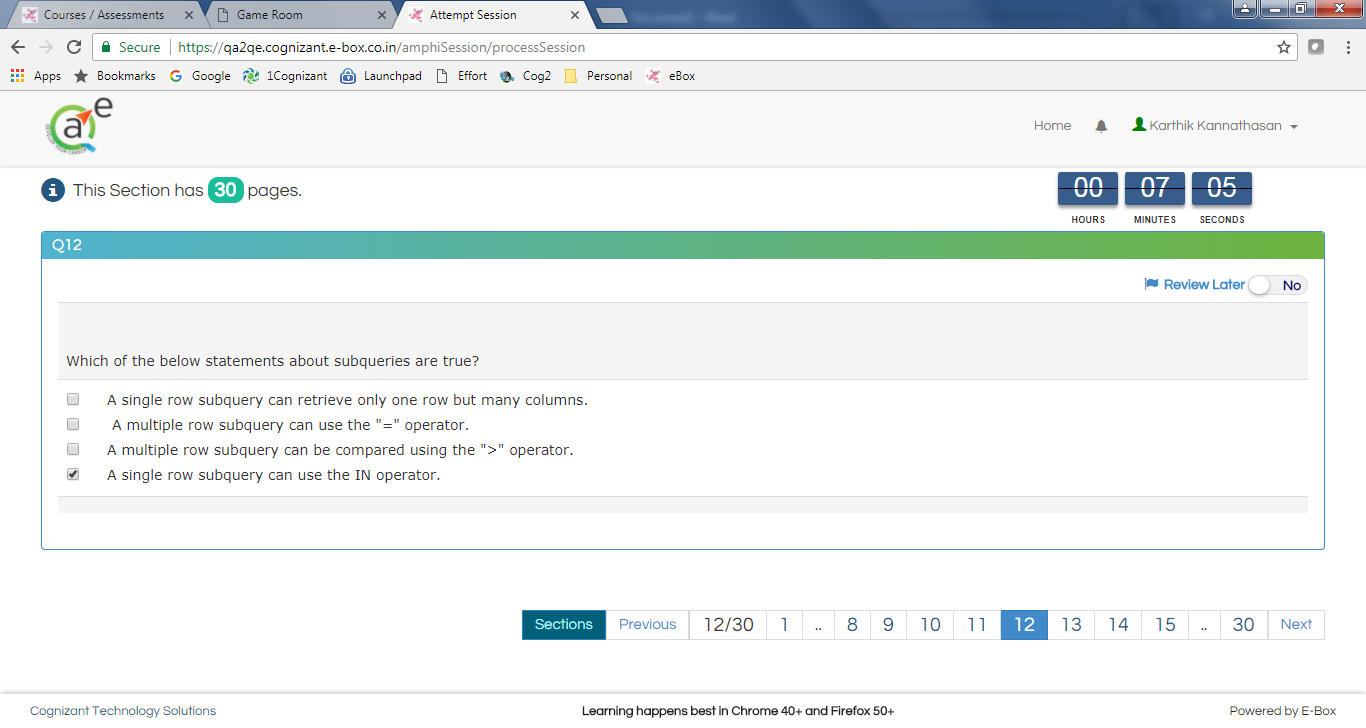 Courses / Assessments
Game Room
Attempt Session
Secure
https://qa2qe.cognizant.e-box.co.in/amphiSession/processSession
Apps
Bookmarks
Google
1Cognizant
Launchpad
Effort
Cog2
Personal
eBox
a e
Home
Karthik Kannathasan
This Section has 30 pages.
00 07 05
HOURS MINUTES SECONDS
Q12
Review Later No
Which of the below statements about subqueries are true?
A single row subquery can retrieve only one row but many columns.
A multiple row subquery can use the "=" operator.
A multiple row subquery can be compared using the ">" operator.
A single row subquery can use the IN operator.
Sections Previous 12/30 1 .. 8 9 10 11 12 13 14 15 .. 30 Next
Cognizant Technology Solutions
Learning happens best in Chrome 40+ and Firefox 50+
Powered by E-Box